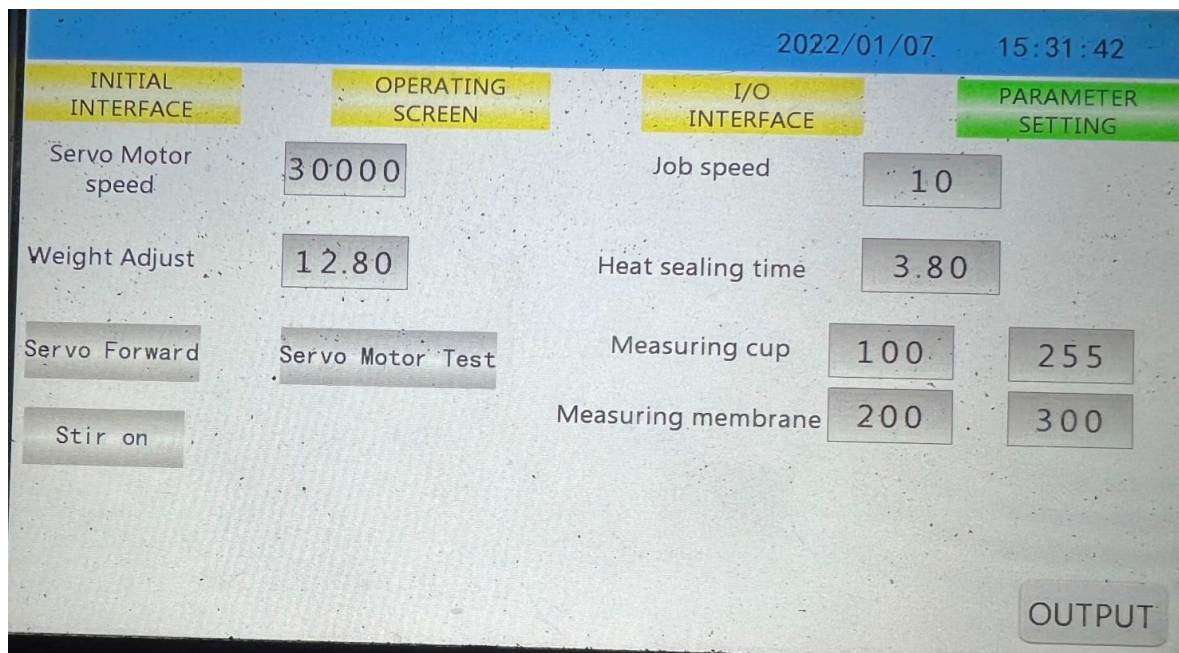 2022/01/07 15:31:42
INITIAL INTERFACE
OPERATING SCREEN
I/O INTERFACE
PARAMETER SETTING
Servo Motor speed
30000
Job speed
10
Weight Adjust
12.80
Heat sealing time
3.80
Servo Forward
Servo Motor Test
Measuring cup
100
255
Stir on
Measuring membrane
200
300
OUTPUT